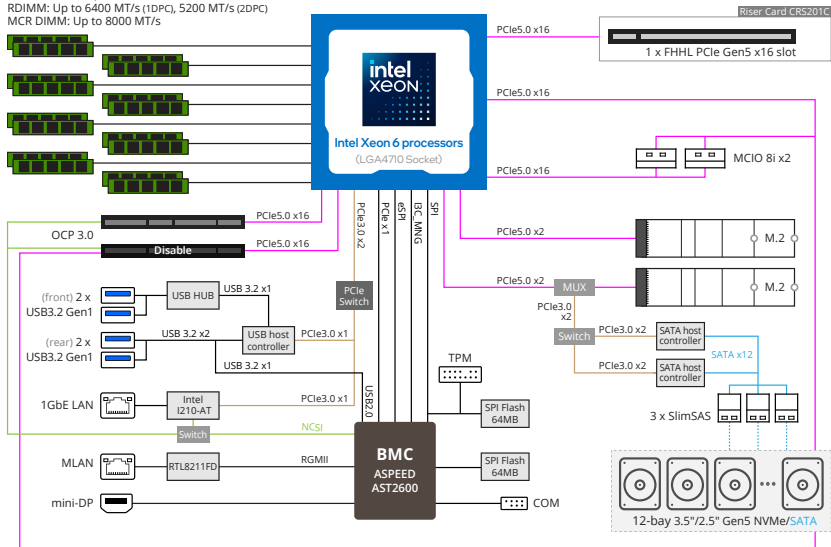 RDIMM: Up to 6400 MT/s (1DPC), 5200 MT/s (2DPC)
MCR DIMM: Up to 8000 MT/s
Riser Card CRS201C
PCIe5.0 x16
1 x FHHL PCIe Gen5 x16 slot
intel
XEON
Intel Xeon 6 processors
(LGA4710 Socket)
PCIe5.0 x16
MCIO 8i x2
PCIe5.0 x16
PCIe5.0 x16
OCP 3.0
PCIe5.0 x16
Disable
PCIe3.0 x2
PCIe x1
eSPI
I3C_MNG
SPI
PCIe5.0 x2
M.2
PCIe5.0 x2
MUX
M.2
PCIe
Switch
(front) 2 x
USB3.2 Gen1
USB HUB
USB 3.2 x1
PCIe3.0
x2
(rear) 2 x
USB3.2 Gen1
USB 3.2 x2
USB host
controller
PCIe3.0 x1
Switch
PCIe3.0 x2
SATA host
controller
SATA x12
USB 3.2 x1
PCIe3.0 x2
SATA host
controller
TPM
USB2.0
1GbE LAN
Intel
I210-AT
PCIe3.0 x1
SPI Flash
64MB
3 x SlimSAS
Switch
NCSI
BMC
ASPEED
AST2600
MLAN
RTL8211FD
RGMII
SPI Flash
64MB
mini-DP
COM
12-bay 3.5"/2.5" Gen5 NVMe/SATA